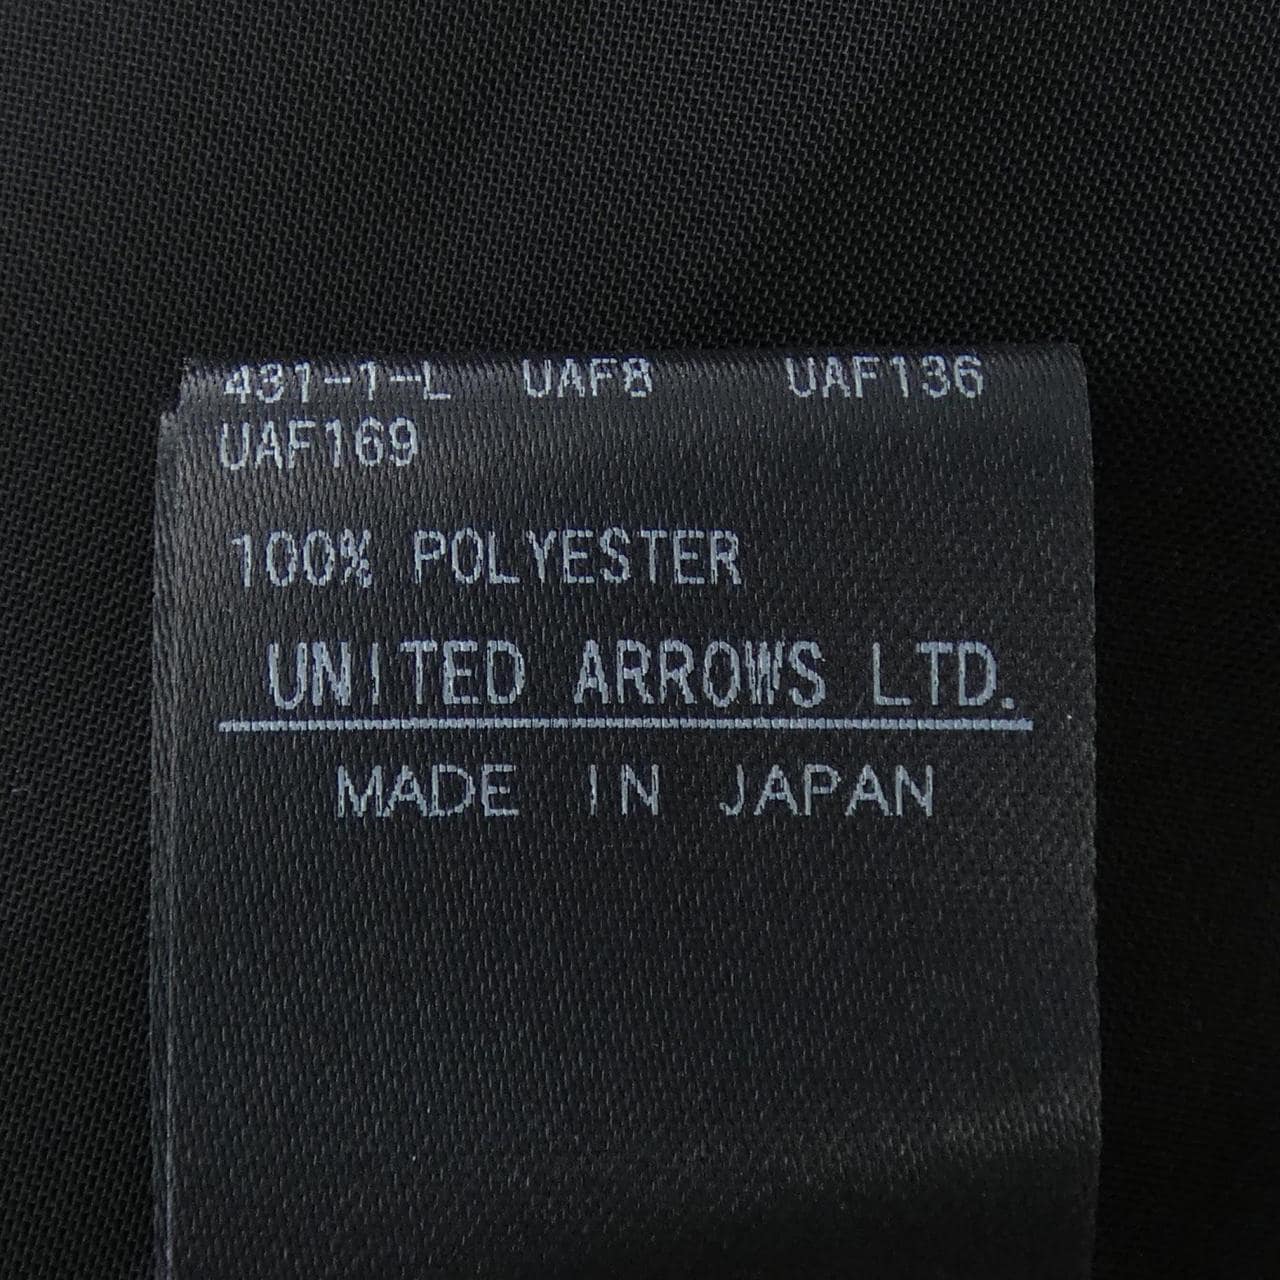 431-1-L UAF8 UAF136
UAF169
100% POLYESTER
UNITED ARROWS LTD.
MADE IN JAPAN